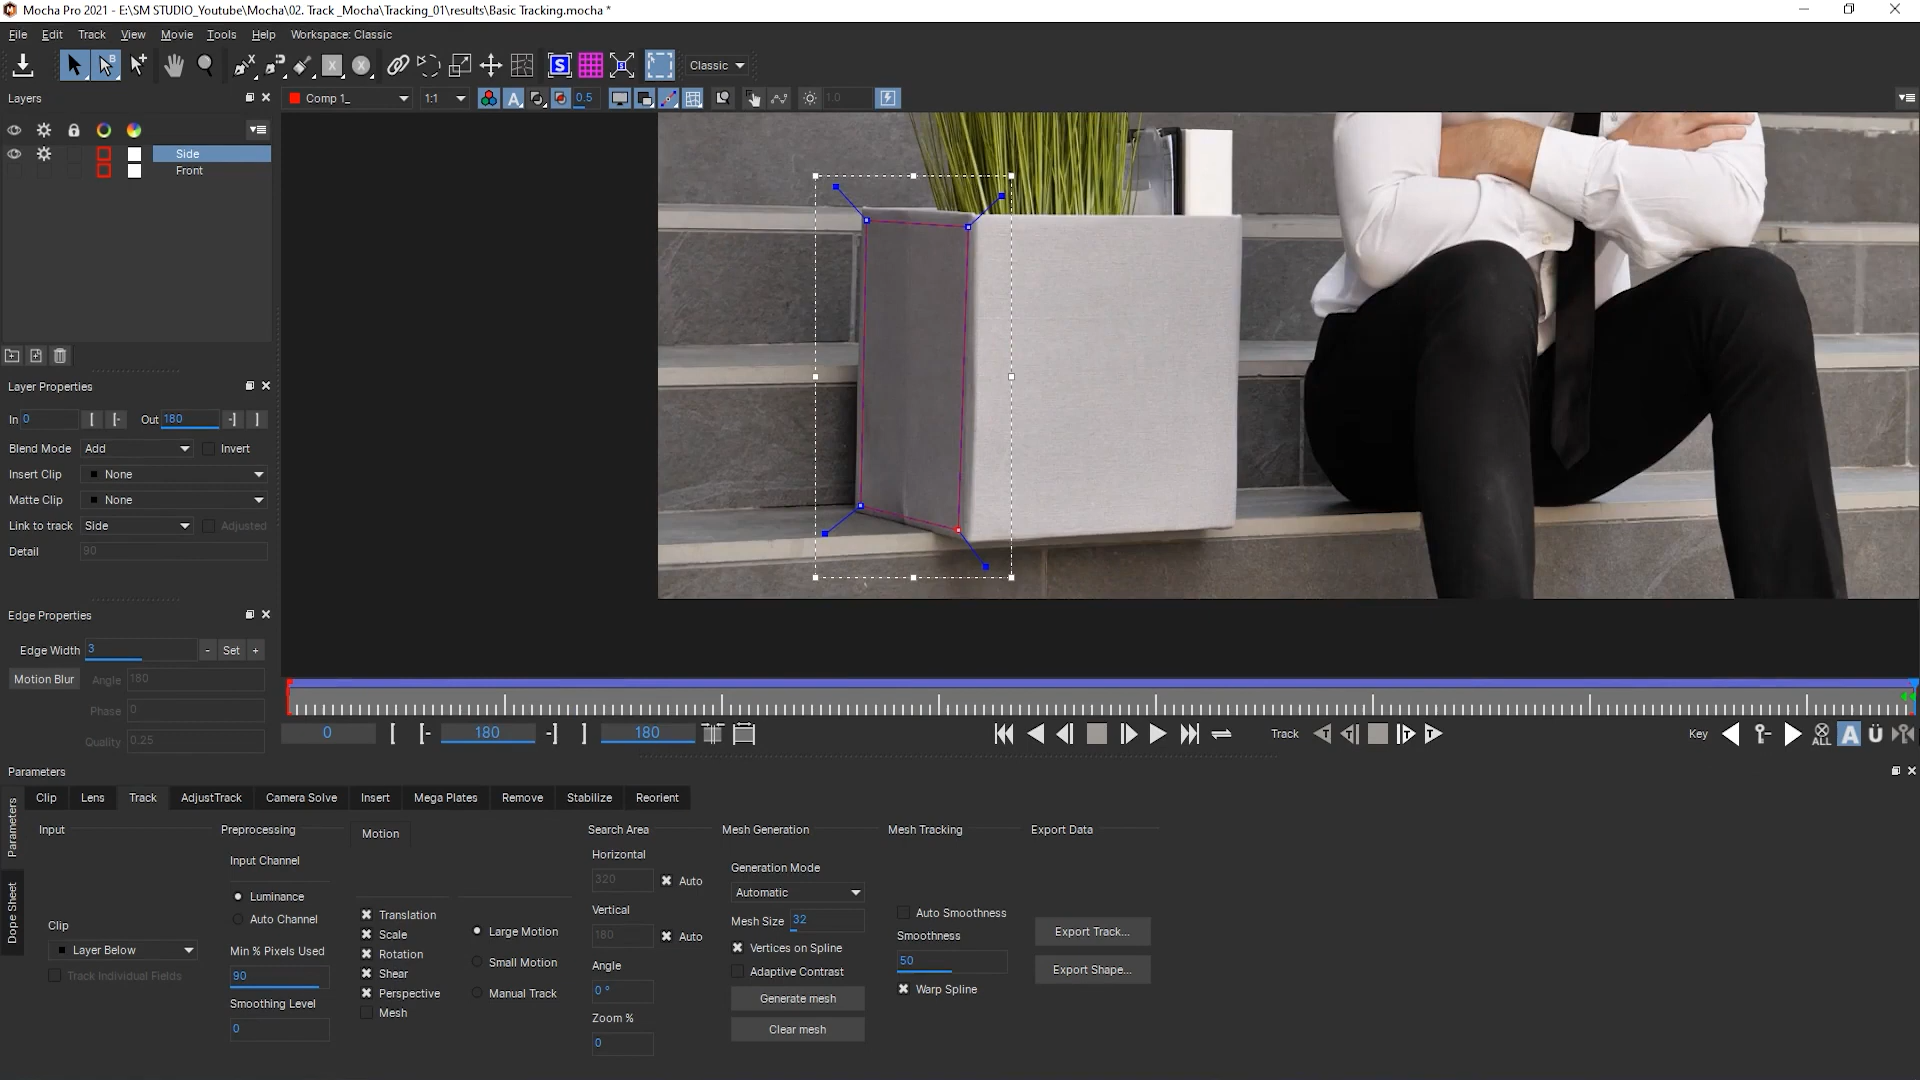 Mocha Pro 2021 - E:\SM STUDIO_Youtube\Mocha\02. Track _Mocha\Tracking_01\results\Basic Tracking.mocha *
File Edit Track View Movie Tools Help Workspace: Classic
S Classic
Layers Comp 1_ 1:1 A 0.5 1.0
Side
Front
Layer Properties
In 0 [ [- Out 180 -] ]
Blend Mode Add Invert
Insert Clip None
Matte Clip None
Link to track Side Adjusted
Detail 90
Edge Properties
Edge Width 3 - Set +
Motion Blur Angle 180
Phase 0
Quality 0.25
0 [ [- 180 -] ] 180 Track T T T T Key ALL A Ü
Parameters
Parameters
Dope Sheet
Clip Lens Track AdjustTrack Camera Solve Insert Mega Plates Remove Stabilize Reorient
Input
Clip
Layer Below
Track Individual Fields
Preprocessing
Input Channel
Luminance
Auto Channel
Min % Pixels Used
90
Smoothing Level
0
Motion
Translation
Scale
Rotation
Shear
Perspective
Mesh
Large Motion
Small Motion
Manual Track
Search Area
Horizontal
320 Auto
Vertical
180 Auto
Angle
0 °
Zoom %
0
Mesh Generation
Generation Mode
Automatic
Mesh Size 32
Vertices on Spline
Adaptive Contrast
Generate mesh
Clear mesh
Mesh Tracking
Auto Smoothness
Smoothness
50
Warp Spline
Export Data
Export Track...
Export Shape...